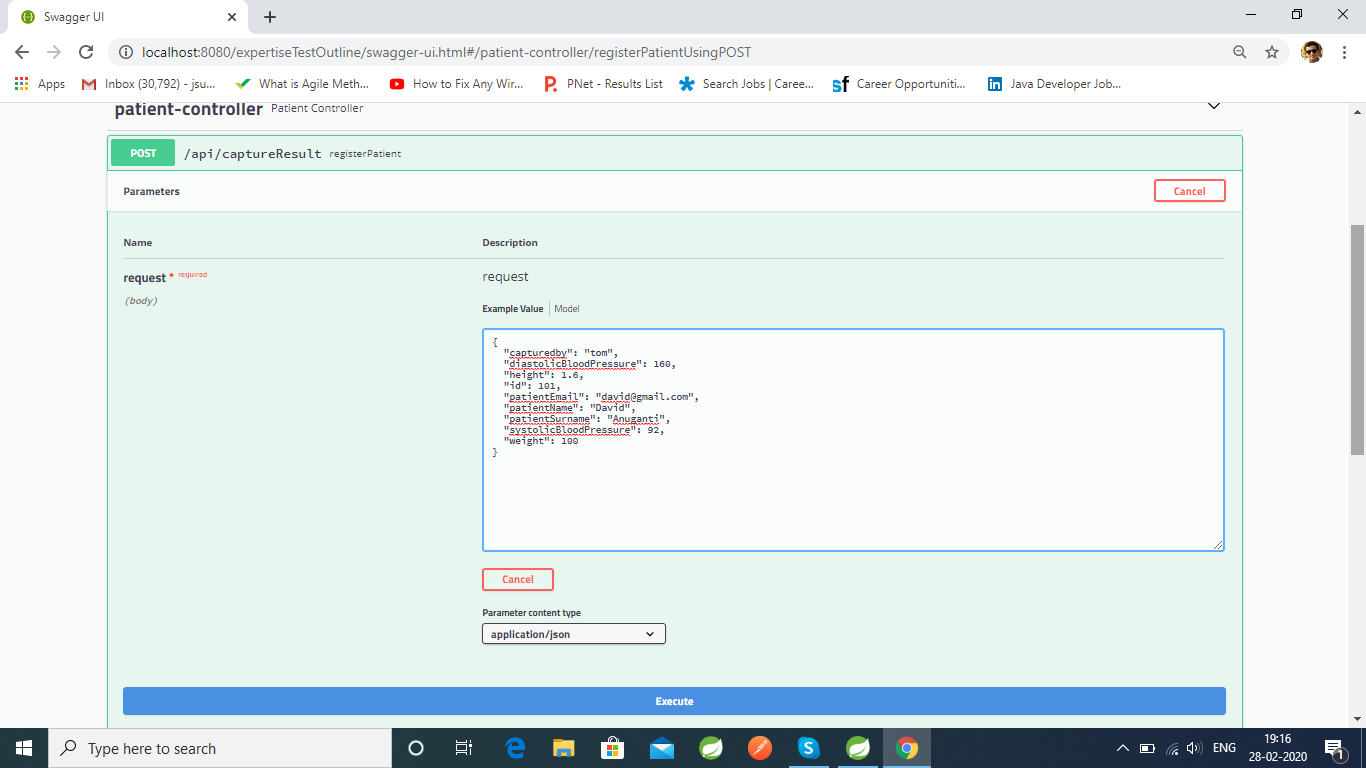 Swagger UI
localhost:8080/expertiseTestOutline/swagger-ui.html#/patient-controller/registerPatientUsingPOST
Apps Inbox (30,792) - jsu... What is Agile Meth... How to Fix Any Wir... PNet - Results List Search Jobs | Caree... sf Career Opportuniti... in Java Developer Job...
patient-controller Patient Controller
POST /api/captureResult registerPatient
Parameters Cancel
Name Description
request * required request
(body)
Example Value Model
{
"capturedby": "tom",
"diastolicBloodPressure": 160,
"height": 1.6,
"id": 101,
"patientEmail": "david@gmail.com",
"patientName": "David",
"patientSurname": "Anuganti",
"systolicBloodPressure": 92,
"weight": 100
}
Cancel
Parameter content type
application/json
Execute
Type here to search
ENG 19:16
28-02-2020
1